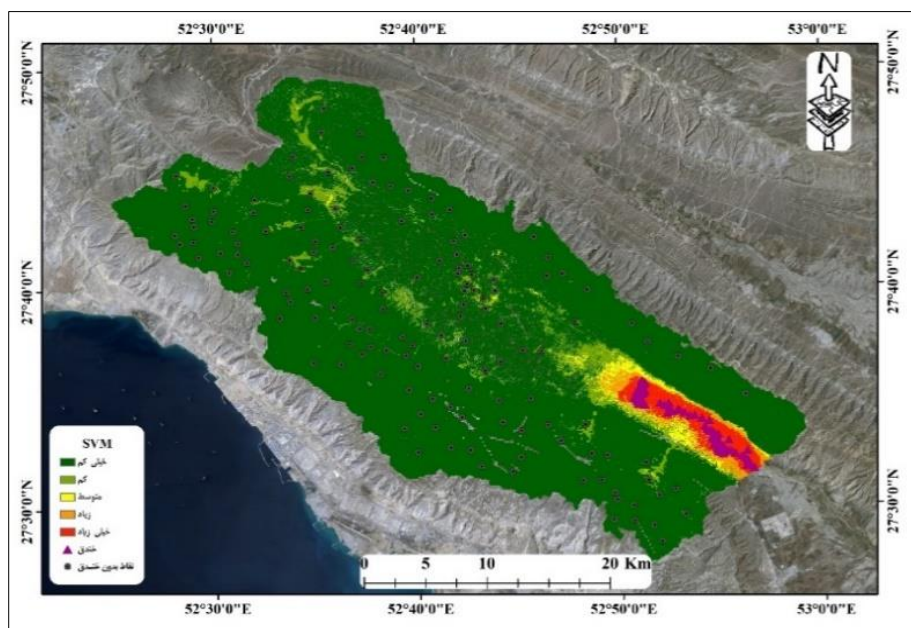 52°30'0"E 52°40'0"E 52°50'0"E 53°0'0"E
27°50'0"N 27°50'0"N
N
27°40'0"N 27°40'0"N
27°30'0"N 27°30'0"N
SVM
خیلی کم
کم
متوسط
زیاد
خیلی زیاد
خندق
نقاط بدون خندق
0 5 10 20 Km
52°30'0"E 52°40'0"E 52°50'0"E 53°0'0"E